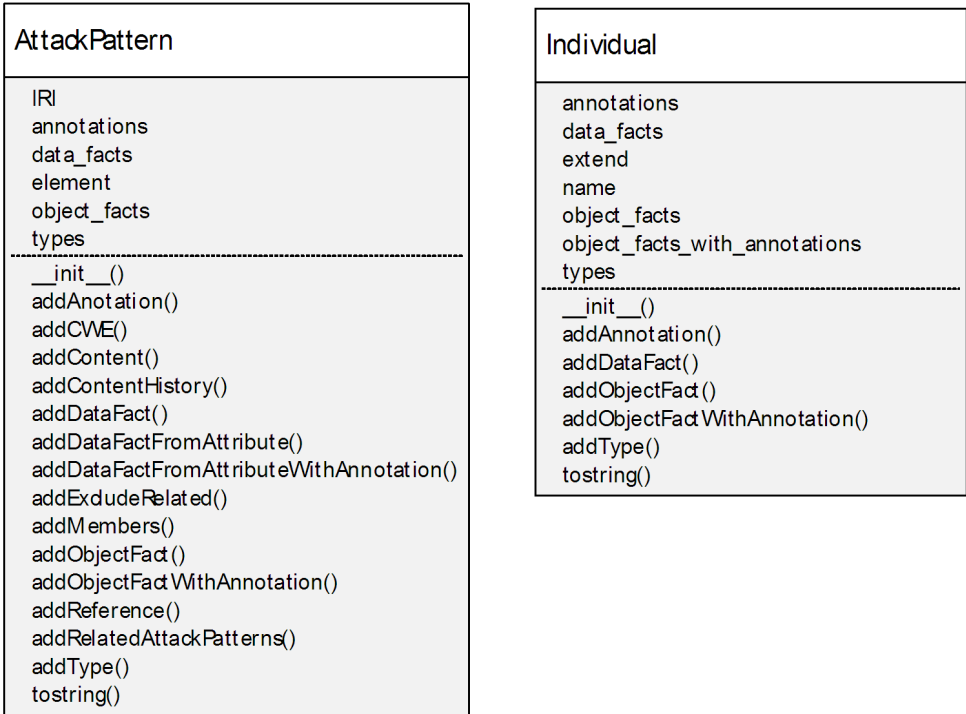 AttackPattern
IRI
annotations
data_facts
element
object_facts
types
__init__()
addAnotation()
addCWE()
addContent()
addContentHistory()
addDataFact()
addDataFactFromAttribute()
addDataFactFromAttributeWithAnnotation()
addExcludeRelated()
addMembers()
addObjectFact()
addObjectFactWithAnnotation()
addReference()
addRelatedAttackPatterns()
addType()
tostring()
Individual
annotations
data_facts
extend
name
object_facts
object_facts_with_annotations
types
__init__()
addAnnotation()
addDataFact()
addObjectFact()
addObjectFactWithAnnotation()
addType()
tostring()